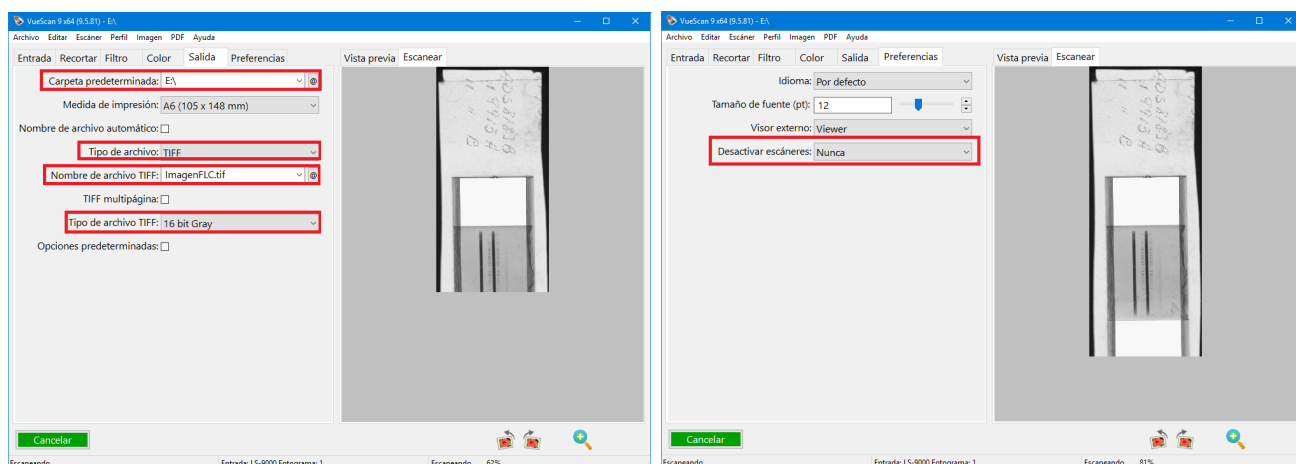 VueScan 9 x64 (9.5.81) - E:\
Archivo Editar Escáner Perfil Imagen PDF Ayuda
Entrada Recortar Filtro Color Salida Preferencias
Carpeta predeterminada: E:\ @
Medida de impresión: A6 (105 x 148 mm)
Nombre de archivo automático:
Tipo de archivo: TIFF
Nombre de archivo TIFF: ImagenFLC.tif @
TIFF multipágina:
Tipo de archivo TIFF: 16 bit Gray
Opciones predeterminadas:
Vista previa Escanear
Cancelar
Escaneando Entrada: LS-9000 Fotograma: 1 Escaneando 62%
VueScan 9 x64 (9.5.81) - E:\
Archivo Editar Escáner Perfil Imagen PDF Ayuda
Entrada Recortar Filtro Color Salida Preferencias
Idioma: Por defecto
Tamaño de fuente (pt): 12
Visor externo: Viewer
Desactivar escáneres: Nunca
Vista previa Escanear
Cancelar
Escaneando Entrada: LS-9000 Fotograma: 1 Escaneando 81%